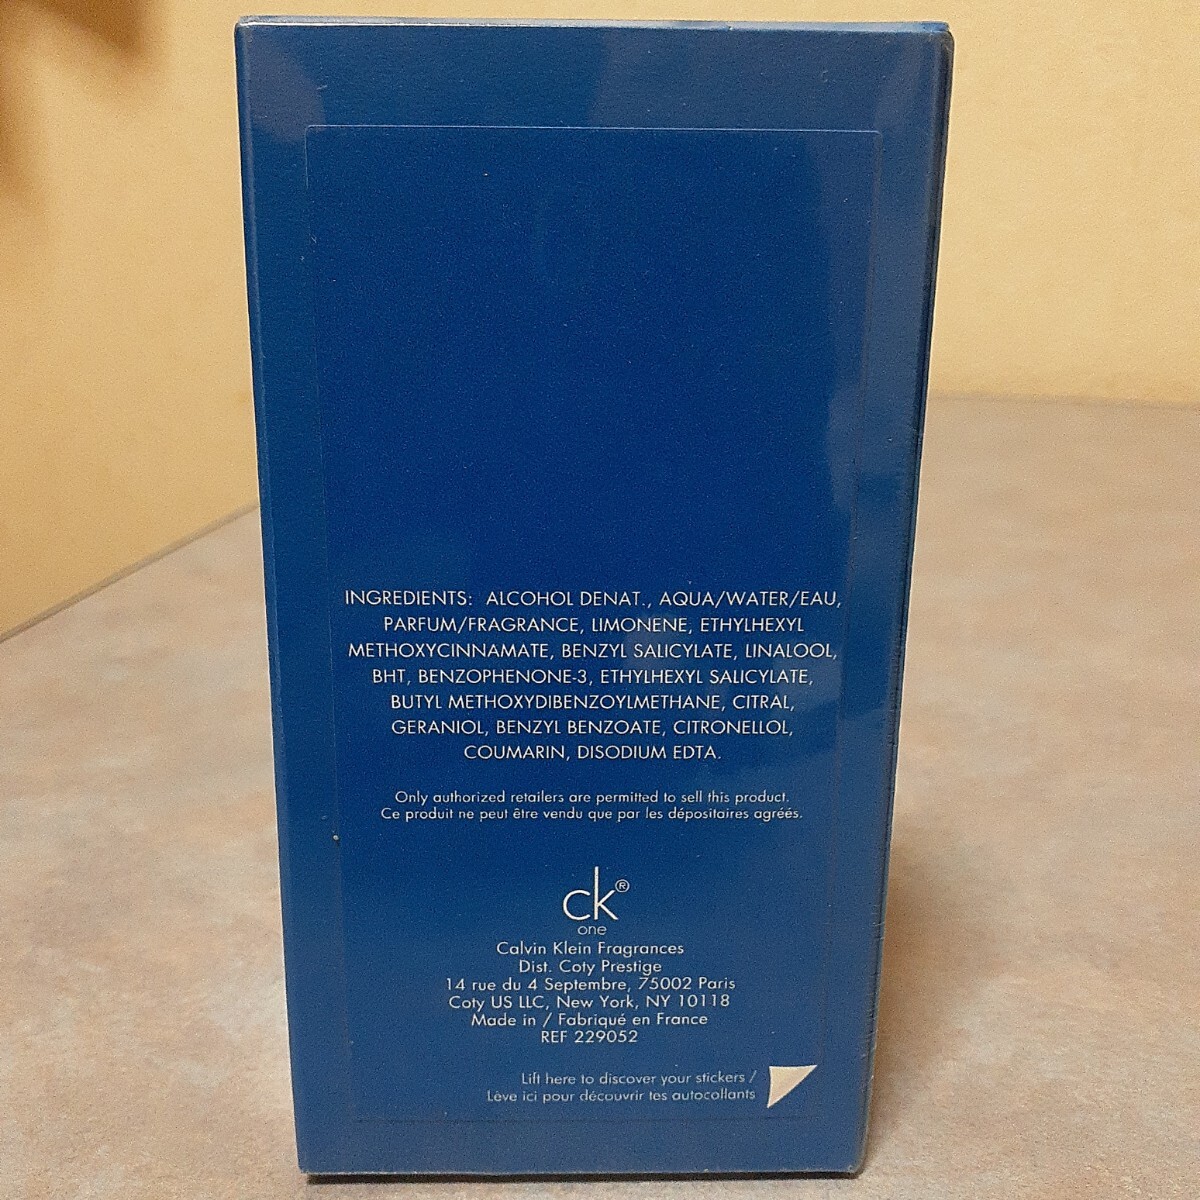 INGREDIENTS: ALCOHOL DENAT., AQUA/WATER/EAU,
PARFUM/FRAGRANCE, LIMONENE, ETHYLHEXYL
METHOXYCINNAMATE, BENZYL SALICYLATE, LINALOOL,
BHT, BENZOPHENONE-3, ETHYLHEXYL SALICYLATE,
BUTYL METHOXYDIBENZOYLMETHANE, CITRAL,
GERANIOL, BENZYL BENZOATE, CITRONELLOL,
COUMARIN, DISODIUM EDTA.
Only authorized retailers are permitted to sell this product.
Ce produit ne peut être vendu que par les dépositaires agréés.
ck®
one
Calvin Klein Fragrances
Dist. Coty Prestige
14 rue du 4 Septembre, 75002 Paris
Coty US LLC, New York, NY 10118
Made in / Fabriqué en France
REF 229052
Lift here to discover your stickers /
Lève ici pour découvrir tes autocollants